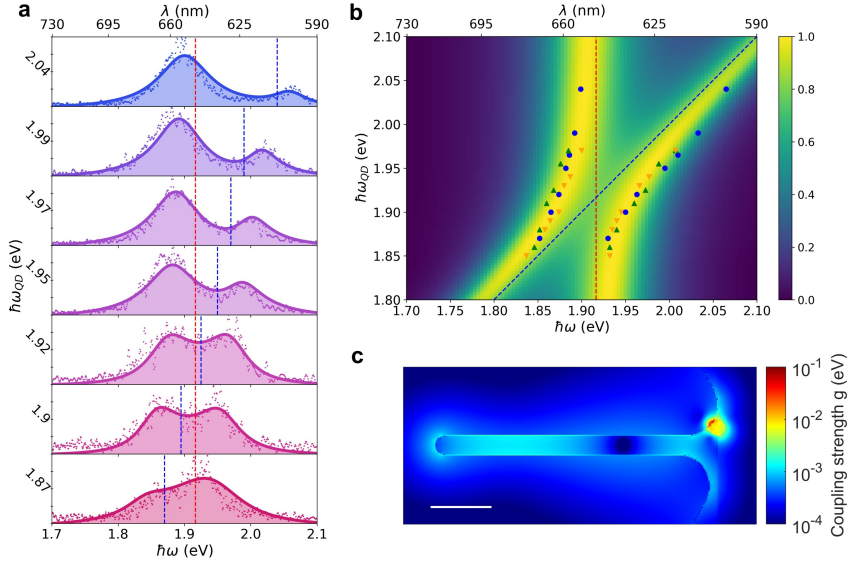 a
λ (nm)
730 695 660 625 590
2.04
1.99
1.97
1.95
1.92
1.9
1.87
ħω_QD (eV)
1.7 1.8 1.9 2.0 2.1
ħω (eV)
b
λ (nm)
730 695 660 625 590
2.10
2.05
2.00
1.95
1.90
1.85
1.80
ħω_QD (ev)
1.70 1.75 1.80 1.85 1.90 1.95 2.00 2.05 2.10
ħω (eV)
1.0
0.8
0.6
0.4
0.2
0.0
c
10⁻¹
10⁻²
10⁻³
10⁻⁴
Coupling strength g (eV)